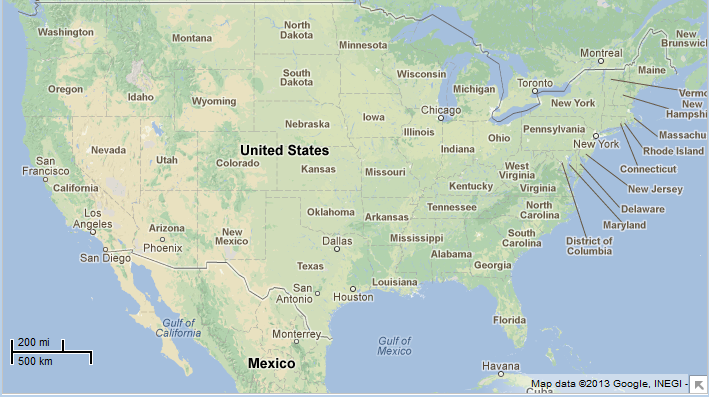 Washington
Montana
North
Dakota
Minnesota
Montreal
New
Brunswick
Maine
Oregon
Idaho
Wyoming
South
Dakota
Wisconsin
Michigan
Toronto
Vermo
New York
New
Hampshi
Nebraska
Iowa
Chicago
Illinois
Indiana
Ohio
Pennsylvania
New York
Massachu
Rhode Island
Nevada
Utah
Colorado
United States
Kansas
Missouri
West
Virginia
Virginia
Kentucky
Connecticut
New Jersey
San
Francisco
California
Los
Angeles
San Diego
Arizona
Phoenix
New
Mexico
Oklahoma
Arkansas
Tennessee
North
Carolina
South
Carolina
Delaware
Maryland
District of
Columbia
Dallas
Texas
Mississippi
Alabama
Georgia
San
Antonio
Houston
Louisiana
Florida
Gulf of
California
Monterrey
Mexico
Gulf of
Mexico
Havana
Cuba
200 mi
500 km
Map data ©2013 Google, INEGI -